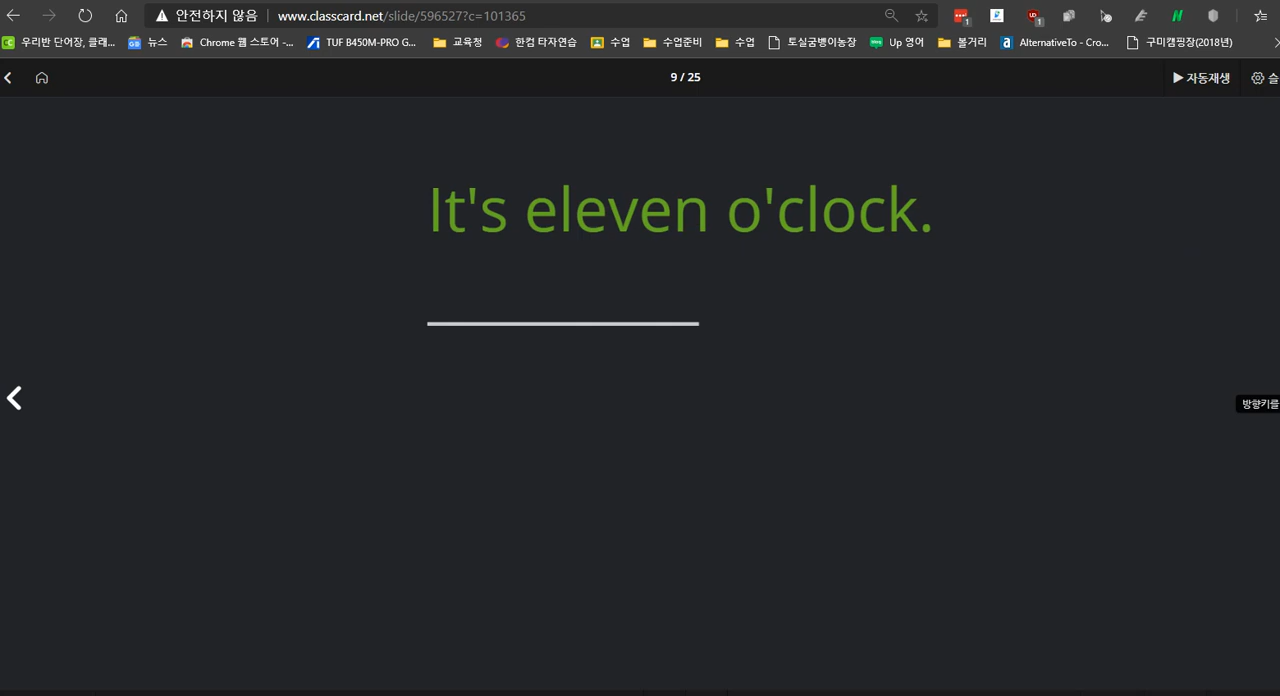 안전하지 않음 www.classcard.net/slide/596527?c=101365
우리반 단어장, 클래... 뉴스 Chrome 웹 스토어 -... TUF B450M-PRO G... 교육청 한컴 타자연습 수업 수업준비 수업 토실굼벵이농장 Up 영어 볼거리 AlternativeTo - Cro... 구미캠핑장(2018년)
9 / 25 자동재생 슬
It's eleven o'clock.
방향키를